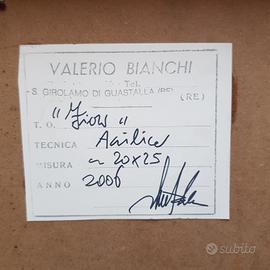 VALERIO BIANCHI
Tel.
S. GIROLAMO DI GUASTALLA (RE)
(RE)
T. O. "Fiori"
TECNICA Acrilico
MISURA cm 20x25
ANNO 2006
subito